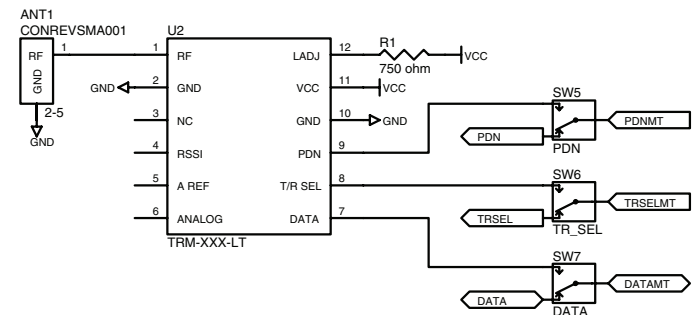 ANT1
CONREVSMA001
RF
GND
1
2-5
GND
U2
1
RF
GND
2
GND
3
NC
4
RSSI
5
A REF
6
ANALOG
LADJ
12
R1
750 ohm
VCC
VCC
11
VCC
GND
10
GND
PDN
9
T/R SEL
8
DATA
7
TRM-XXX-LT
SW5
PDN
PDNMT
PDN
SW6
TRSEL
TRSELMT
TR_SEL
SW7
DATA
DATAMT
DATA